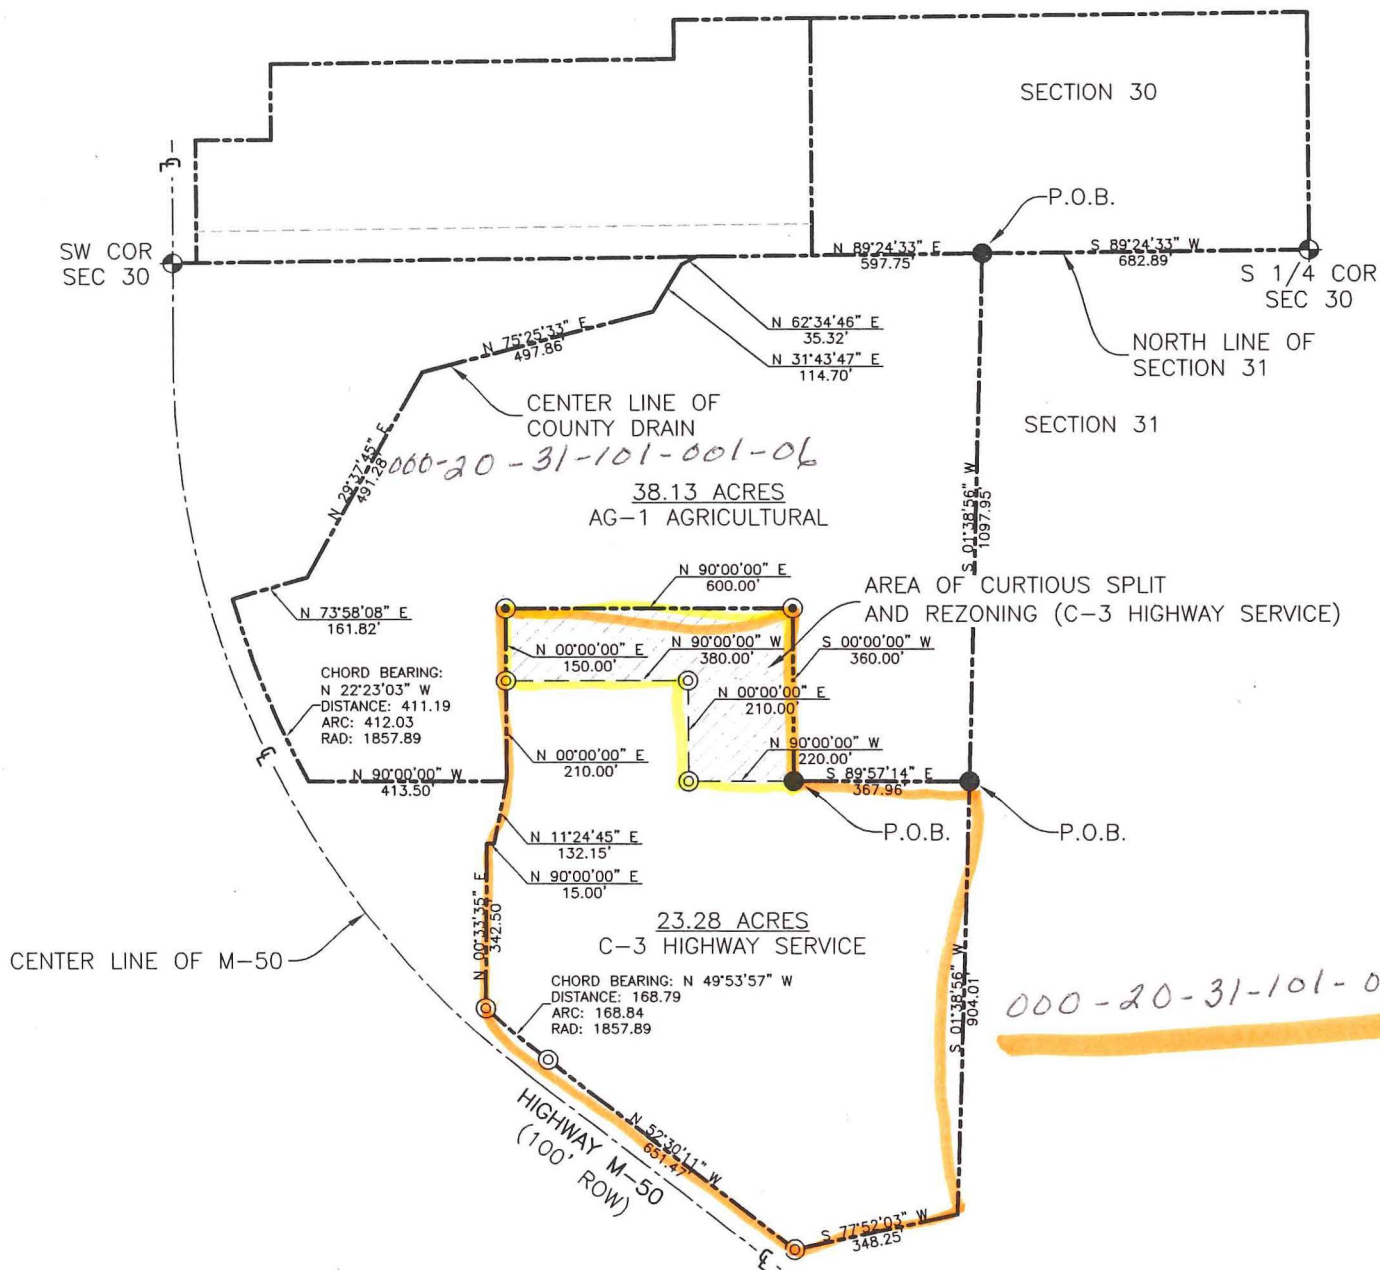 SECTION 30
P.O.B.
SW COR
SEC 30
N 89°24'33" E
597.75'
S 89°24'33" W
682.89'
S 1/4 COR
SEC 30
N 62°34'46" E
35.32'
N 31°43'47" E
114.70'
NORTH LINE OF
SECTION 31
N 75°25'33" E
497.86'
CENTER LINE OF
COUNTY DRAIN
SECTION 31
N 29°37'45" E
491.28'
000-20-31-101-001-06
38.13 ACRES
AG-1 AGRICULTURAL
S 01°38'56" W
1097.95'
N 90°00'00" E
600.00'
AREA OF CURTIOUS SPLIT
AND REZONING (C-3 HIGHWAY SERVICE)
N 73°58'08" E
161.82'
N 00°00'00" E
150.00'
N 90°00'00" W
380.00'
S 00°00'00" W
360.00'
CHORD BEARING:
N 22°23'03" W
DISTANCE: 411.19
ARC: 412.03
RAD: 1857.89
N 00°00'00" E
210.00'
N 00°00'00" E
210.00'
N 90°00'00" W
220.00'
N 90°00'00" W
413.50'
S 89°57'14" E
367.96'
P.O.B.
P.O.B.
N 11°24'45" E
132.15'
N 90°00'00" E
15.00'
N 00°33'35" E
342.50'
23.28 ACRES
C-3 HIGHWAY SERVICE
CENTER LINE OF M-50
CHORD BEARING: N 49°53'57" W
DISTANCE: 168.79
ARC: 168.84
RAD: 1857.89
S 01°38'56" W
904.01'
000-20-31-101-0
HIGHWAY M-50
(100' ROW)
N 52°30'11" W
651.47'
S 77°52'03" W
348.25'